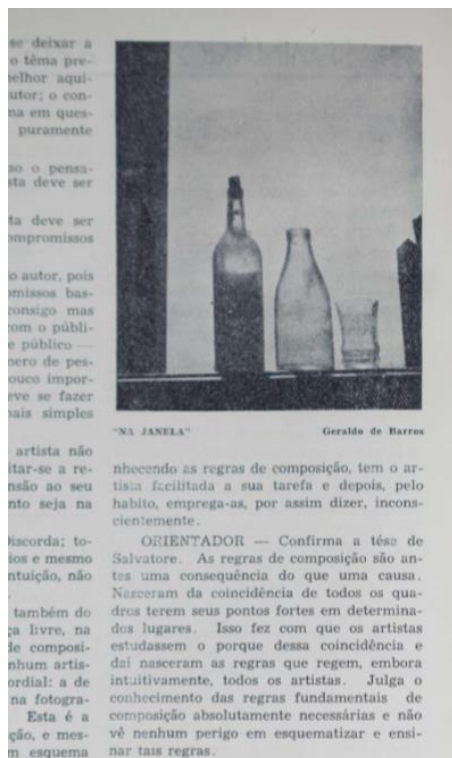 se deixar a
o têma pre-
elhor aqui-
utor; o con-
na em ques-
puramente
so o pensa-
sta deve ser
ta deve ser
ompromissos
o autor, pois
omissos bas-
consigo mas
com o públi-
e público —
nero de pes-
ouco impor-
eve se fazer
nais simples
artista não
itar-se a re-
nsão ao seu
nto seja na
Discorda; to-
ios e mesmo
ntuição, não
também do
ça livre, na
de composi-
nhum artis-
ordial: a de
na fotogra-
Esta é a
ção, e mes-
m esquema
"NA JANELA" Geraldo de Barros
nhecendo as regras de composição, tem o ar-
tista facilitada a sua tarefa e depois, pelo
habito, emprega-as, por assim dizer, incons-
cientemente.
ORIENTADOR — Confirma a tése de
Salvatore. As regras de composição são an-
tes uma consequência do que uma causa.
Nasceram da coincidência de todos os qua-
dros terem seus pontos fortes em determina-
dos lugares. Isso fez com que os artistas
estudassem o porque dessa coincidência e
daí nasceram as regras que regem, embora
intuitivamente, todos os artistas. Julga o
conhecimento das regras fundamentais de
composição absolutamente necessárias e não
vê nenhum perigo em esquematizar e ensi-
nar tais regras.